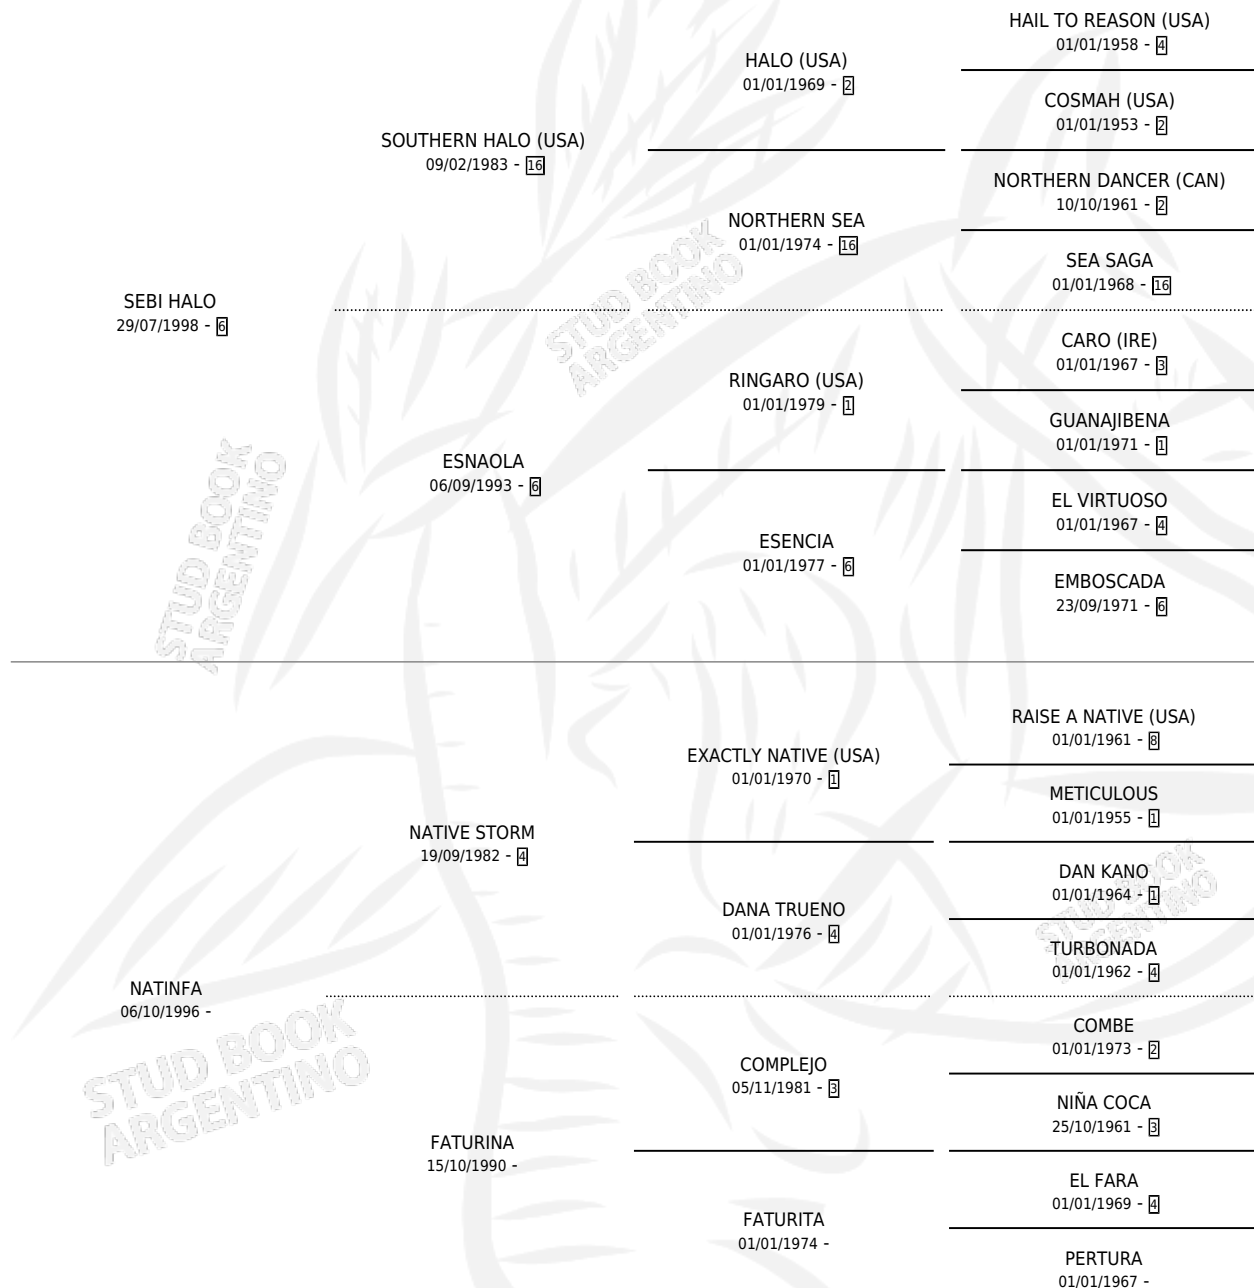 HAIL TO REASON (USA)
01/01/1958 - 4
HALO (USA)
01/01/1969 - 2
COSMAH (USA)
01/01/1953 - 2
SOUTHERN HALO (USA)
09/02/1983 - 16
NORTHERN DANCER (CAN)
10/10/1961 - 2
NORTHERN SEA
01/01/1974 - 16
SEA SAGA
01/01/1968 - 16
SEBI HALO
29/07/1998 - 6
CARO (IRE)
01/01/1967 - 3
RINGARO (USA)
01/01/1979 - 1
GUANAJIBENA
01/01/1971 - 1
ESNAOLA
06/09/1993 - 6
EL VIRTUOSO
01/01/1967 - 4
ESENCIA
01/01/1977 - 6
EMBOSCADA
23/09/1971 - 6
STUD BOOK
ARGENTINO
STUD BOOK
ARGENTINO
RAISE A NATIVE (USA)
01/01/1961 - 8
EXACTLY NATIVE (USA)
01/01/1970 - 1
METICULOUS
01/01/1955 - 1
NATIVE STORM
19/09/1982 - 4
DAN KANO
01/01/1964 - 1
DANA TRUENO
01/01/1976 - 4
TURBONADA
01/01/1962 - 4
STUD BOOK
ARGENTINO
NATINFA
06/10/1996 -
COMBE
01/01/1973 - 2
COMPLEJO
05/11/1981 - 3
NIÑA COCA
25/10/1961 - 3
STUD BOOK
ARGENTINO
FATURINA
15/10/1990 -
EL FARA
01/01/1969 - 4
FATURITA
01/01/1974 -
PERTURA
01/01/1967 -